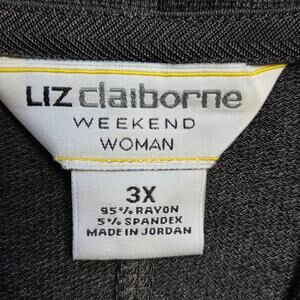 LIZ claiborne
WEEKEND
WOMAN
3X
95% RAYON
5% SPANDEX
MADE IN JORDAN